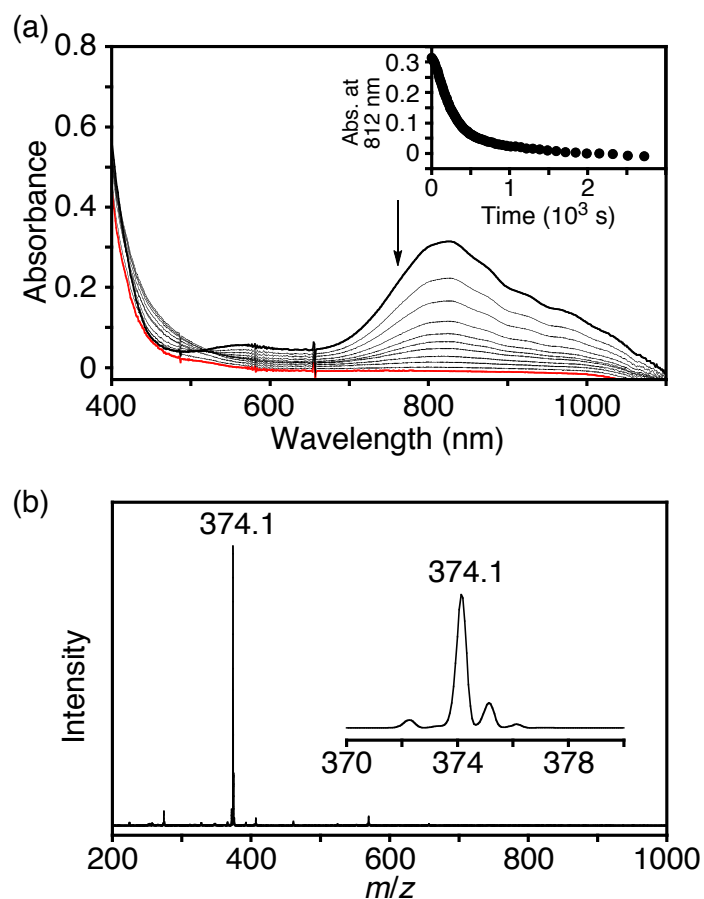 (a)
Absorbance
0.8
0.6
0.4
0.2
0
400
600
800
1000
Wavelength (nm)
Abs. at
812 nm
0.3
0.2
0.1
0
0
1
2
Time (10³ s)
(b)
Intensity
374.1
374.1
370
374
378
200
400
600
800
1000
m/z